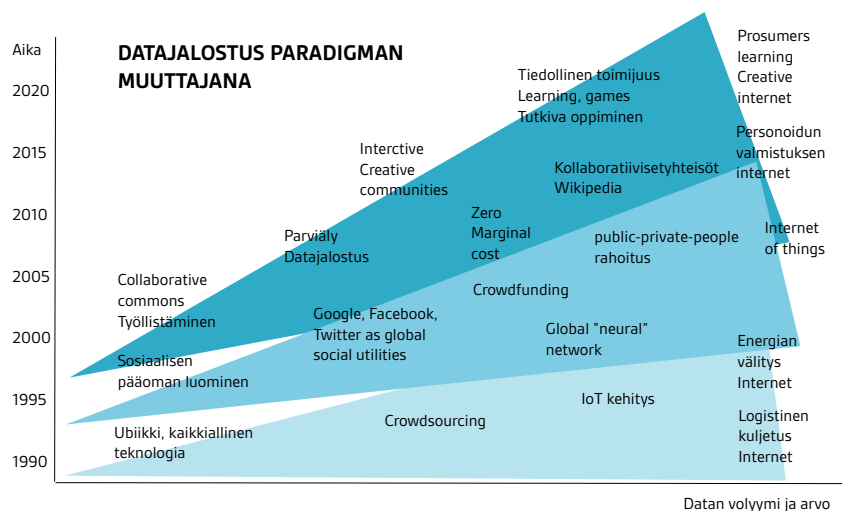 Aika
DATAJALOSTUS PARADIGMAN
MUUTTAJANA
2020
2015
2010
2005
2000
1995
1990
Prosumers
learning
Creative
internet
Tiedollinen toimijuus
Learning, games
Tutkiva oppiminen
Personoidun
valmistuksen
internet
Interctive
Creative
communities
Kollaboratiivisetyhteisöt
Wikipedia
Zero
Marginal
cost
Parviäly
Datajalostus
public-private-people
rahoitus
Internet
of things
Collaborative
commons
Työllistäminen
Crowdfunding
Google, Facebook,
Twitter as global
social utilities
Global ”neural”
network
Energian
välitys
Internet
Sosiaalisen
pääoman luominen
IoT kehitys
Crowdsourcing
Logistinen
kuljetus
Internet
Ubiikki, kaikkiallinen
teknologia
Datan volyymi ja arvo